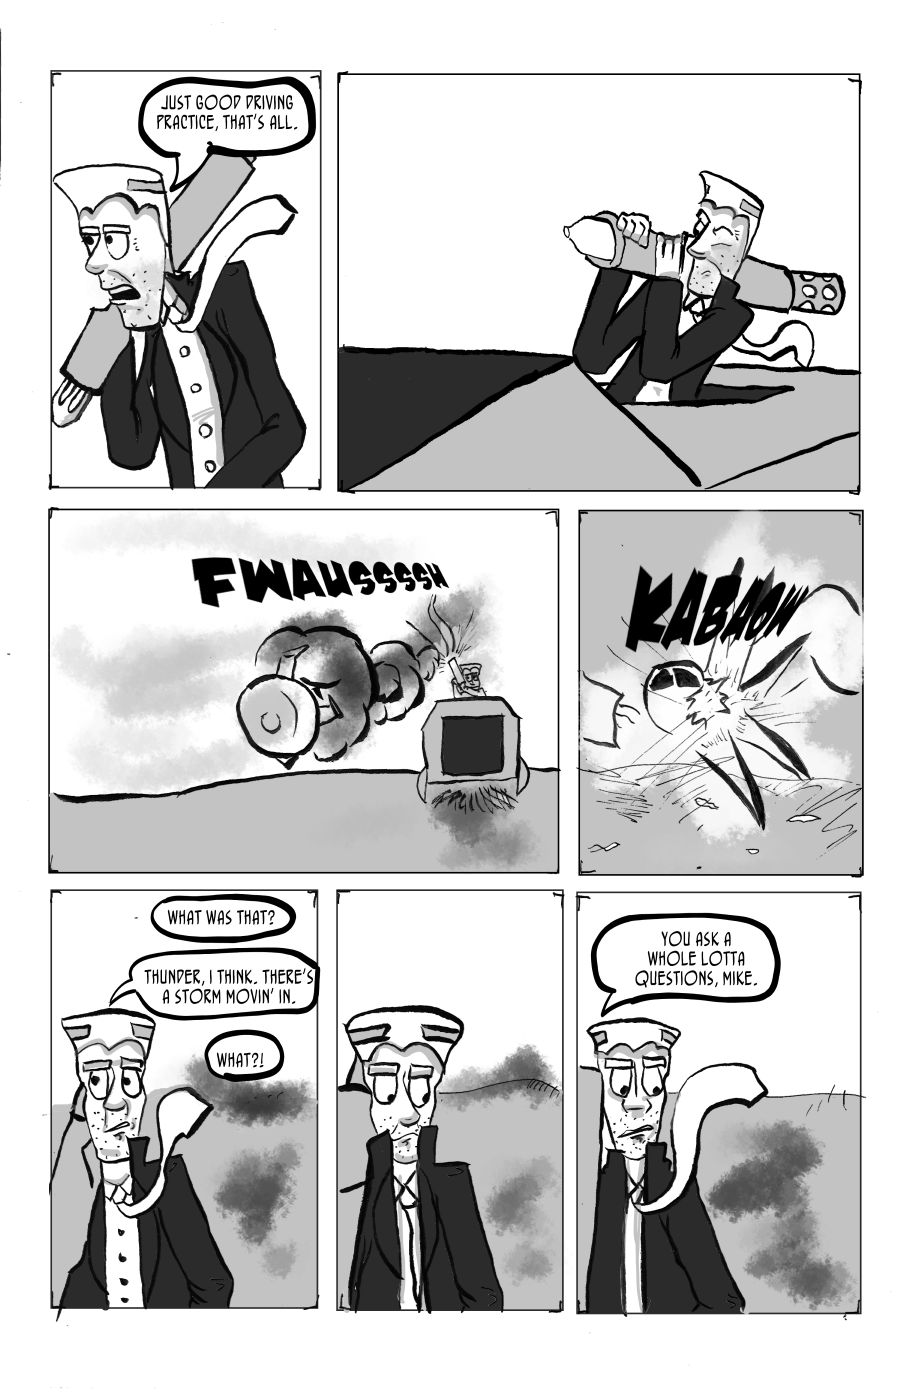 JUST GOOD DRIVING
PRACTICE, THAT'S ALL.
FWAUSSSSH
KABAOW
WHAT WAS THAT?
THUNDER, I THINK. THERE'S
A STORM MOVIN' IN.
WHAT?!
YOU ASK A
WHOLE LOTTA
QUESTIONS, MIKE.